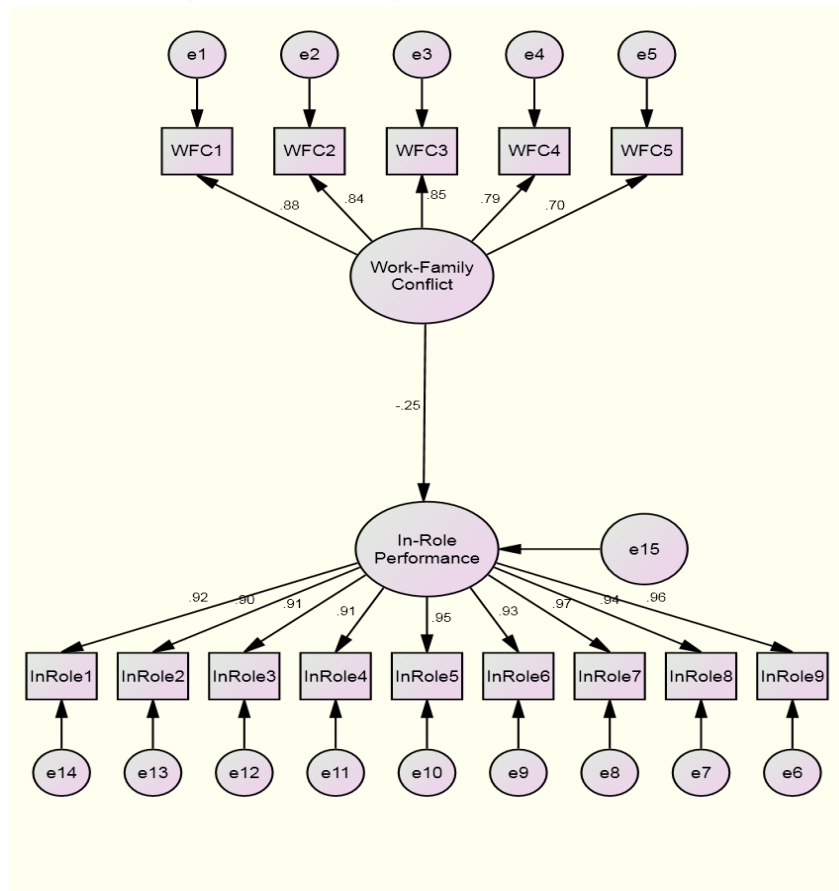 e1 e2 e3 e4 e5
WFC1 WFC2 WFC3 WFC4 WFC5
.88 .84 .85 .79 .70
Work-Family
Conflict
-.25
In-Role
Performance
e15
.92 .90 .91 .91 .95 .93 .97 .94 .96
InRole1 InRole2 InRole3 InRole4 InRole5 InRole6 InRole7 InRole8 InRole9
e14 e13 e12 e11 e10 e9 e8 e7 e6